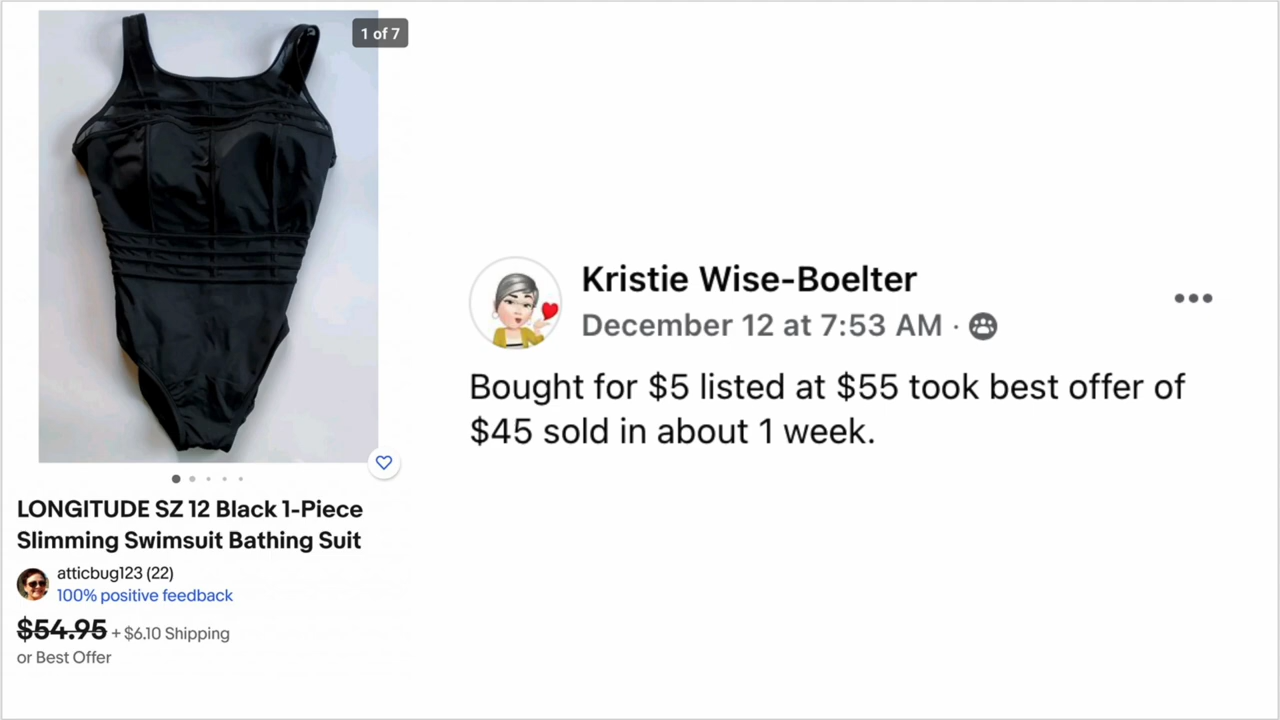 1 of 7
LONGITUDE SZ 12 Black 1-Piece
Slimming Swimsuit Bathing Suit
atticbug123 (22)
100% positive feedback
$54.95 + $6.10 Shipping
or Best Offer
Kristie Wise-Boelter
December 12 at 7:53 AM ·
Bought for $5 listed at $55 took best offer of
$45 sold in about 1 week.